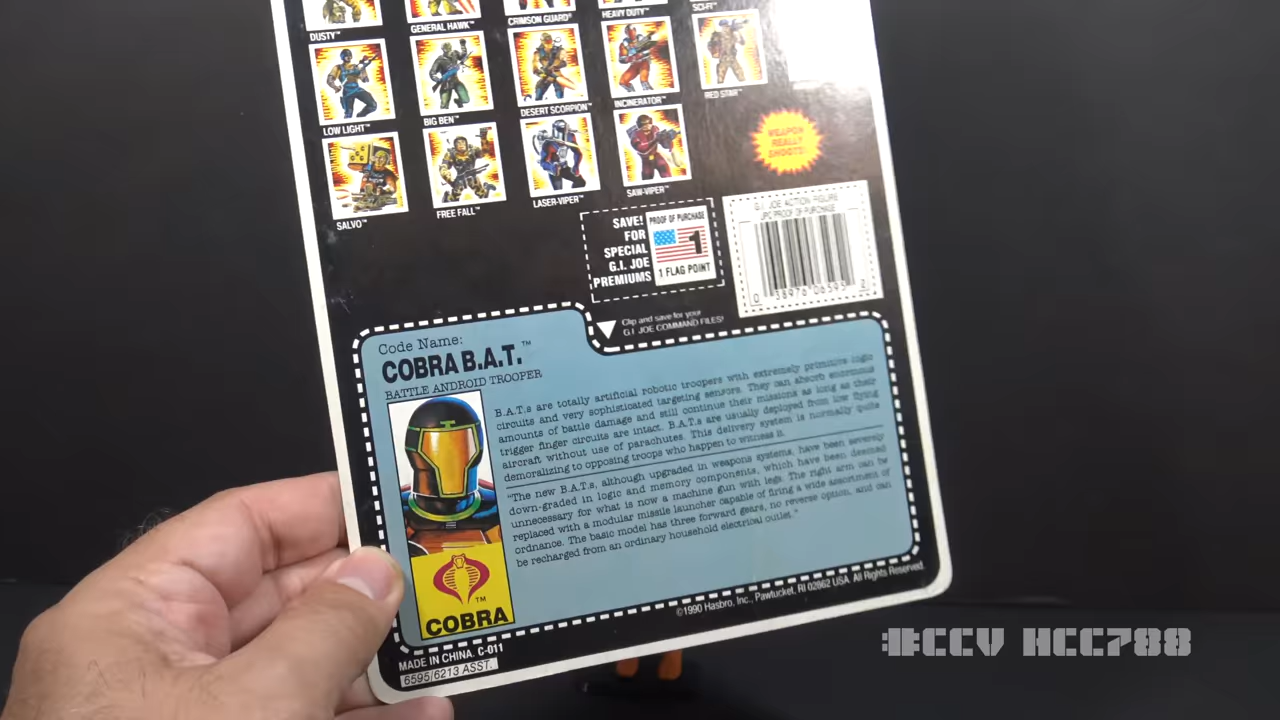 DUSTY™
GENERAL HAWK™
CRIMSON GUARD®
HEAVY DUTY™
SCI-FI™
LOW LIGHT™
BIG BEN™
DESERT SCORPION™
INCINERATOR™
RED STAR™
SALVO™
FREE FALL™
LASER-VIPER™
SAW-VIPER™
WEAPON
REALLY
SHOOTS!
SAVE!
FOR
SPECIAL
G.I. JOE
PREMIUMS
PROOF OF PURCHASE
1
1 FLAG POINT
G.I. JOE ACTION FIGURE
UPC PROOF OF PURCHASE
0 38976 06595 2
Clip and save for your
G.I. JOE COMMAND FILES!
Code Name:
COBRA B.A.T.™
BATTLE ANDROID TROOPER
B.A.T.s are totally artificial robotic troopers with extremely primitive logic
circuits and very sophisticated targeting sensors. They can absorb enormous
amounts of battle damage and still continue their missions as long as their
trigger finger circuits are intact. B.A.T.s are usually deployed from low flying
aircraft without use of parachutes. This delivery system is normally quite
demoralizing to opposing troops who happen to witness it.
"The new B.A.T.s, although upgraded in weapons systems, have been severely
down-graded in logic and memory components, which have been deemed
unnecessary for what is now a machine gun with legs. The right arm can be
replaced with a modular missile launcher capable of firing a wide assortment of
ordnance. The basic model has three forward gears, no reverse option, and can
be recharged from an ordinary household electrical outlet."
™
COBRA
©1990 Hasbro, Inc., Pawtucket, RI 02862 USA. All Rights Reserved.
MADE IN CHINA. C-011
6595/6213 ASST.
#CCV HCC788